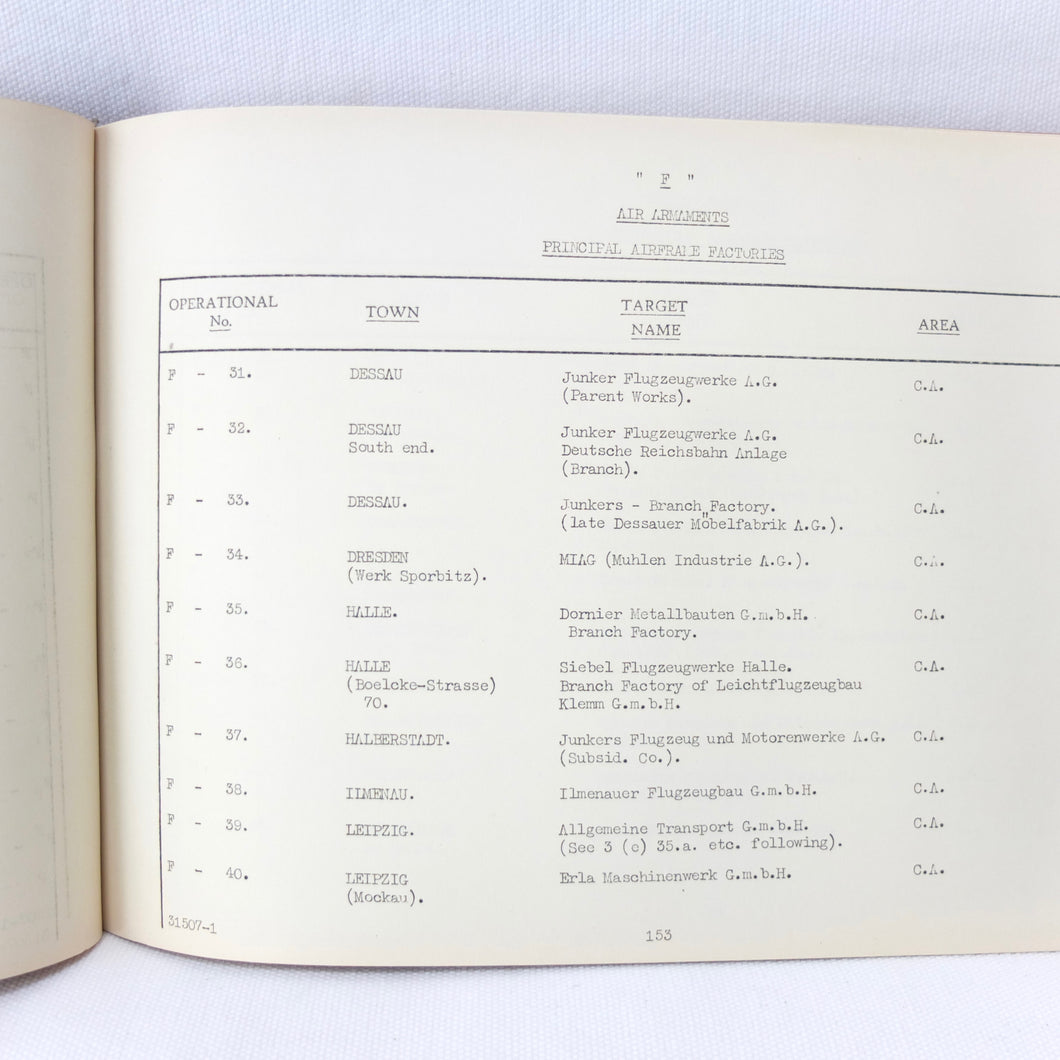 " F "
AIR ARMAMENTS
PRINCIPAL AIRFRAME FACTORIES
OPERATIONAL No. TOWN TARGET NAME AREA
F - 31. DESSAU Junker Flugzeugwerke A.G. C.A.
(Parent Works).
F - 32. DESSAU Junker Flugzeugwerke A.G. C.A.
South end. Deutsche Reichsbahn Anlage
(Branch).
F - 33. DESSAU. Junkers - Branch Factory. C.A.
(late Dessauer Möbelfabrik A.G.).
F - 34. DRESDEN MIAG (Muhlen Industrie A.G.). C.A.
(Werk Sporbitz).
F - 35. HALLE. Dornier Metallbauten G.m.b.H. C.A.
Branch Factory.
F - 36. HALLE Siebel Flugzeugwerke Halle. C.A.
(Boelcke-Strasse) Branch Factory of Leichtflugzeugbau
70. Klemm G.m.b.H.
F - 37. HALBERSTADT. Junkers Flugzeug und Motorenwerke A.G. C.A.
(Subsid. Co.).
F - 38. ILMENAU. Ilmenauer Flugzeugbau G.m.b.H. C.A.
F - 39. LEIPZIG. Allgemeine Transport G.m.b.H. C.A.
(See 3 (c) 35.a. etc. following).
F - 40. LEIPZIG Erla Maschinenwerk G.m.b.H. C.A.
(Mockau).
31507-1
153